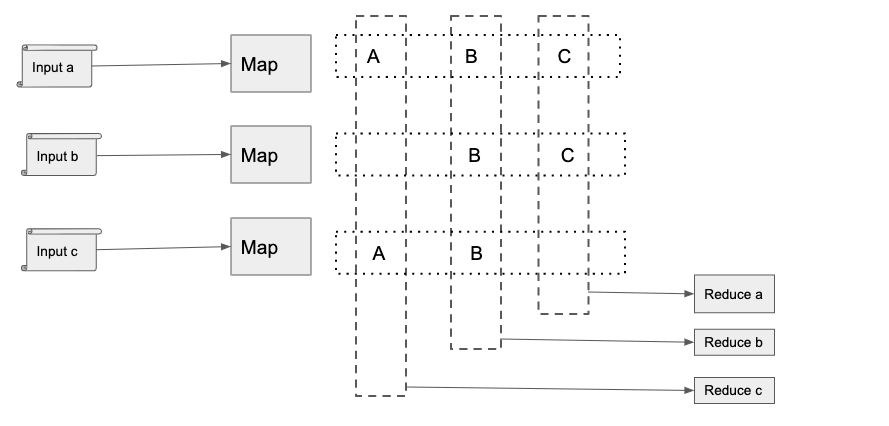 Input a
Map
A B C
Input b
Map
B C
Input c
Map
A B
Reduce a
Reduce b
Reduce c